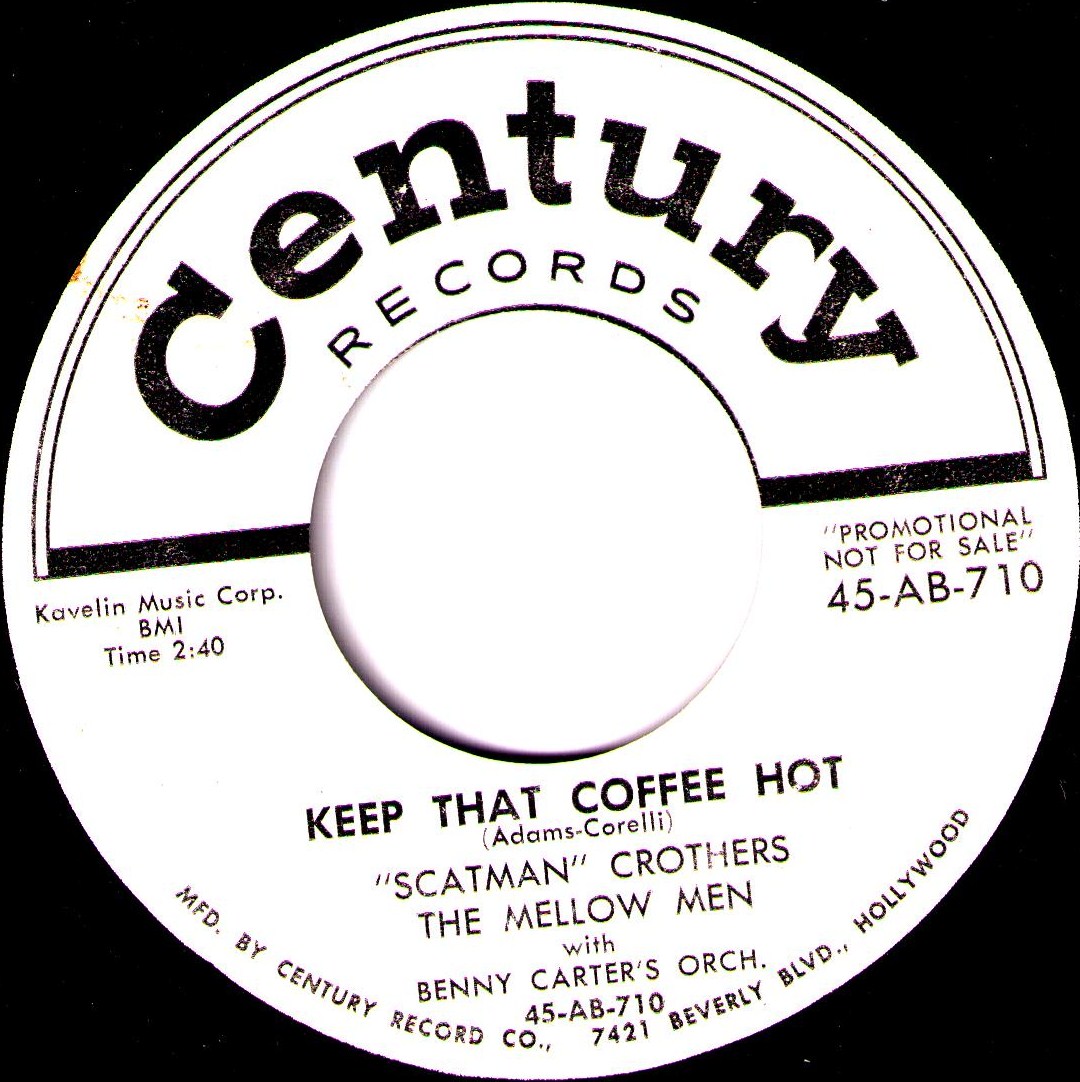 Century
RECORDS
"PROMOTIONAL
NOT FOR SALE"
45-AB-710
Kavelin Music Corp.
BMI
Time 2:40
KEEP THAT COFFEE HOT
(Adams-Corelli)
"SCATMAN" CROTHERS
THE MELLOW MEN
with
BENNY CARTER'S ORCH.
45-AB-710
MFD. BY CENTURY RECORD CO., 7421 BEVERLY BLVD., HOLLYWOOD